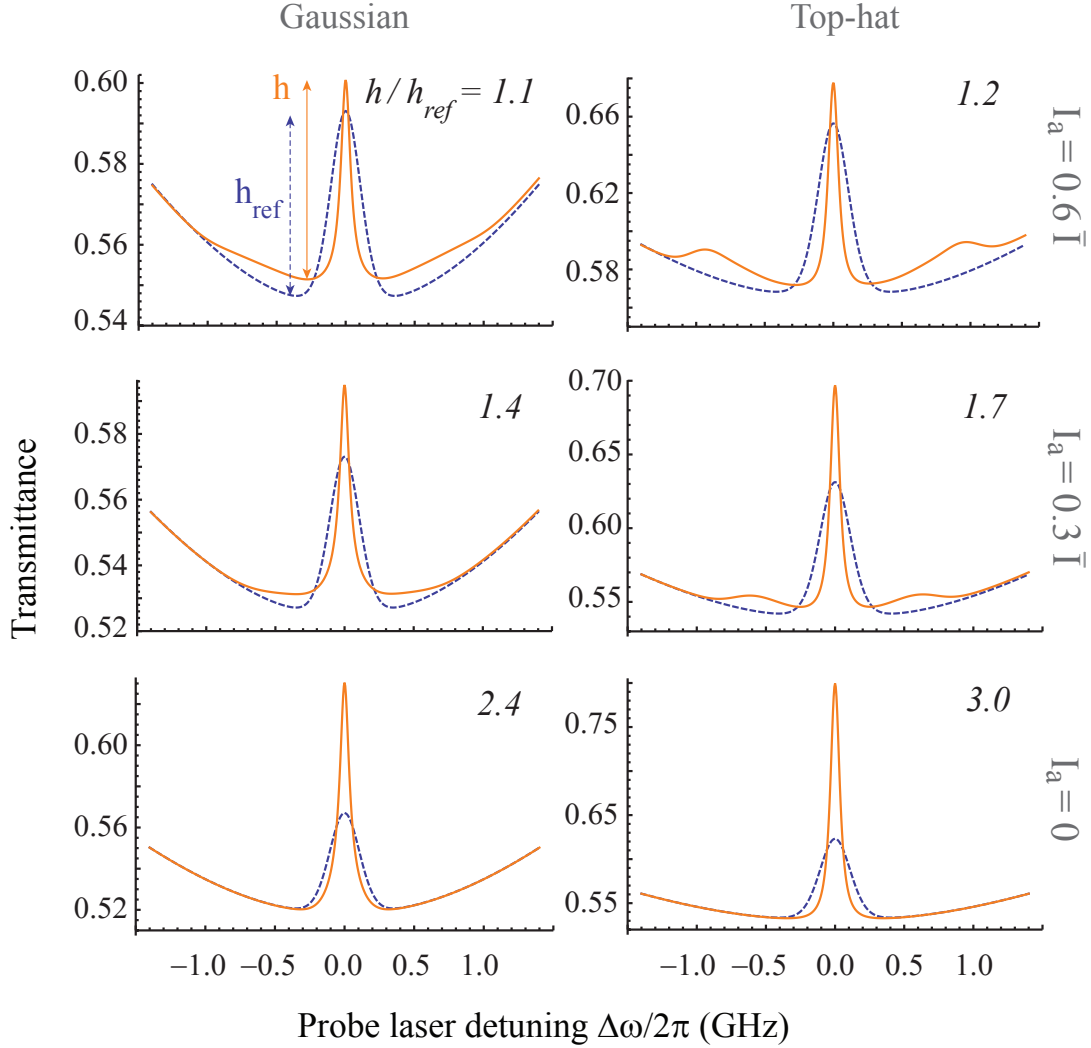 Gaussian
Top-hat
0.60
0.58
0.56
0.54
h
h_ref
h / h_ref = 1.1
0.66
0.62
0.58
1.2
I_a = 0.6 Ī
0.58
0.56
0.54
0.52
1.4
0.70
0.65
0.60
0.55
1.7
I_a = 0.3 Ī
Transmittance
0.60
0.56
0.52
2.4
0.75
0.65
0.55
3.0
I_a = 0
−1.0 −0.5 0.0 0.5 1.0
−1.0 −0.5 0.0 0.5 1.0
Probe laser detuning Δω/2π (GHz)